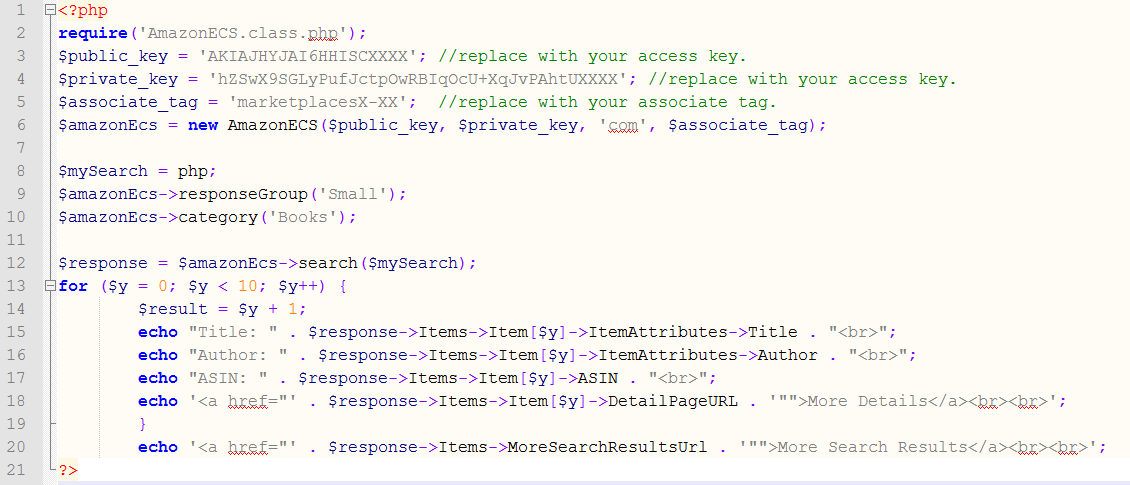 1 <?php
2 require('AmazonECS.class.php');
3 $public_key = 'AKIAJHYJAI6HHISCXXXX'; //replace with your access key.
4 $private_key = 'hZSwX9SGLyPufJctpOwRBIqOcU+XqJvPAhtUXXXX'; //replace with your access key.
5 $associate_tag = 'marketplacesX-XX';  //replace with your associate tag.
6 $amazonEcs = new AmazonECS($public_key, $private_key, 'com', $associate_tag);
7
8 $mySearch = php;
9 $amazonEcs->responseGroup('Small');
10 $amazonEcs->category('Books');
11
12 $response = $amazonEcs->search($mySearch);
13 for ($y = 0; $y < 10; $y++) {
14         $result = $y + 1;
15         echo "Title: " . $response->Items->Item[$y]->ItemAttributes->Title . "<br>";
16         echo "Author: " . $response->Items->Item[$y]->ItemAttributes->Author . "<br>";
17         echo "ASIN: " . $response->Items->Item[$y]->ASIN . "<br>";
18         echo '<a href="' . $response->Items->Item[$y]->DetailPageURL . '"">More Details</a><br><br>';
19         }
20         echo '<a href="' . $response->Items->MoreSearchResultsUrl . '"">More Search Results</a><br><br>';
21 ?>